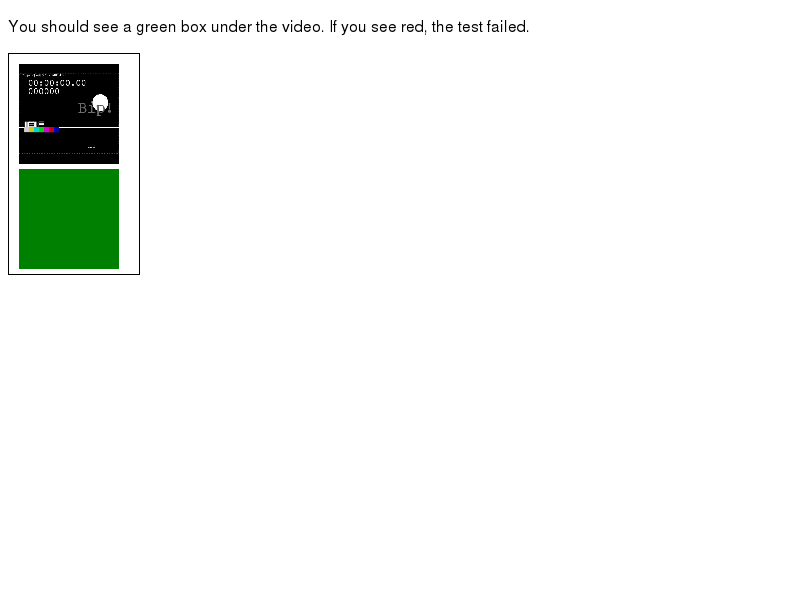 You should see a green box under the video. If you see red, the test failed.
00:00:00.00
000000
Bip!